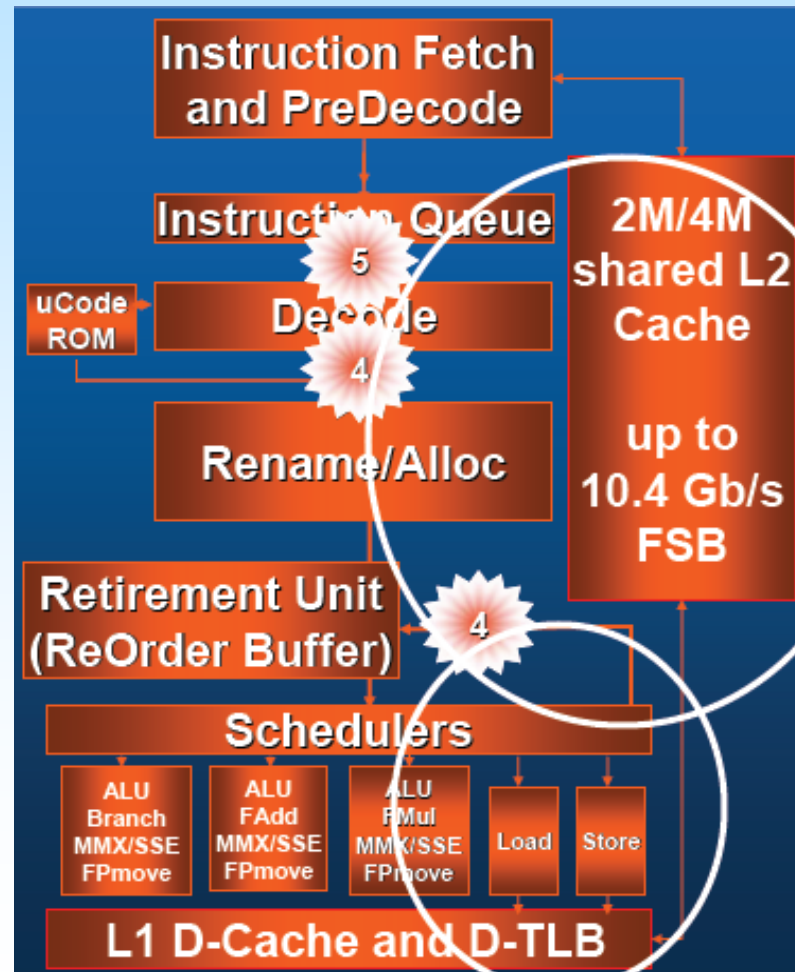 Instruction Fetch
and PreDecode
Instruction Queue
5
uCode
ROM
Decode
4
Rename/Alloc
2M/4M
shared L2
Cache
up to
10.4 Gb/s
FSB
Retirement Unit
(ReOrder Buffer)
4
Schedulers
ALU
Branch
MMX/SSE
FPmove
ALU
FAdd
MMX/SSE
FPmove
ALU
FMul
MMX/SSE
FPmove
Load
Store
L1 D-Cache and D-TLB